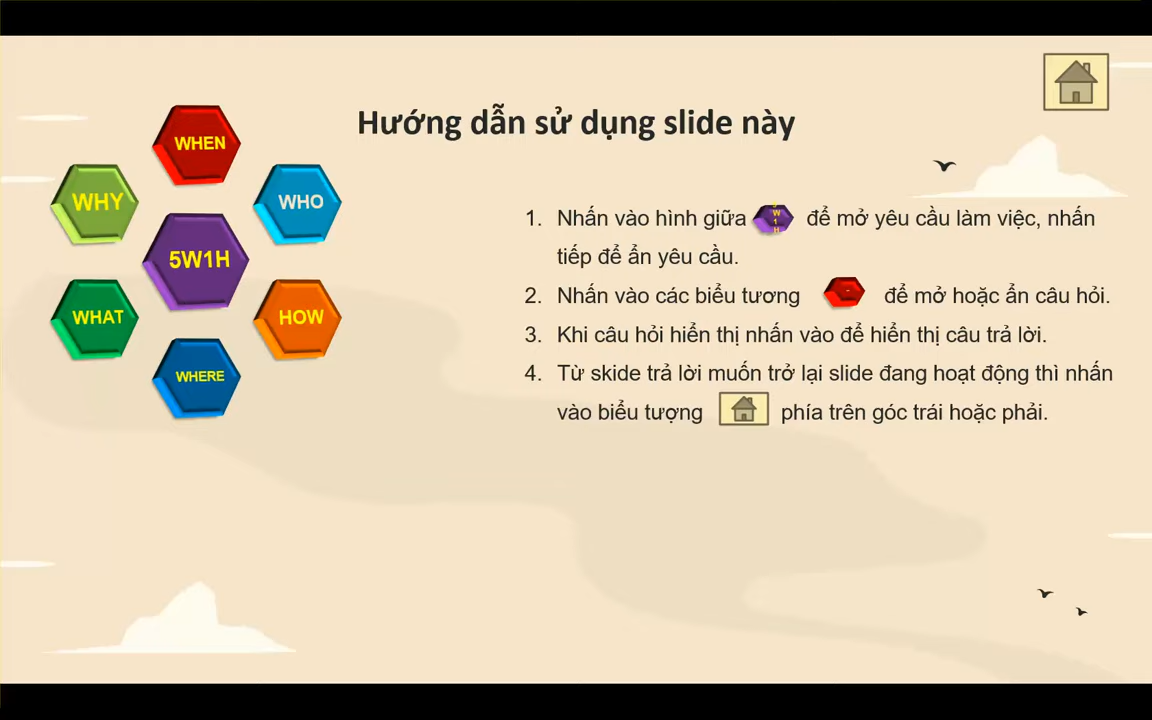 Hướng dẫn sử dụng slide này
WHEN
WHY
WHO
5W1H
WHAT
HOW
WHERE
1. Nhấn vào hình giữa 5W1H để mở yêu cầu làm việc, nhấn
tiếp để ẩn yêu cầu.
2. Nhấn vào các biểu tương để mở hoặc ẩn câu hỏi.
3. Khi câu hỏi hiển thị nhấn vào để hiển thị câu trả lời.
4. Từ skide trả lời muốn trở lại slide đang hoạt động thì nhấn
vào biểu tượng phía trên góc trái hoặc phải.